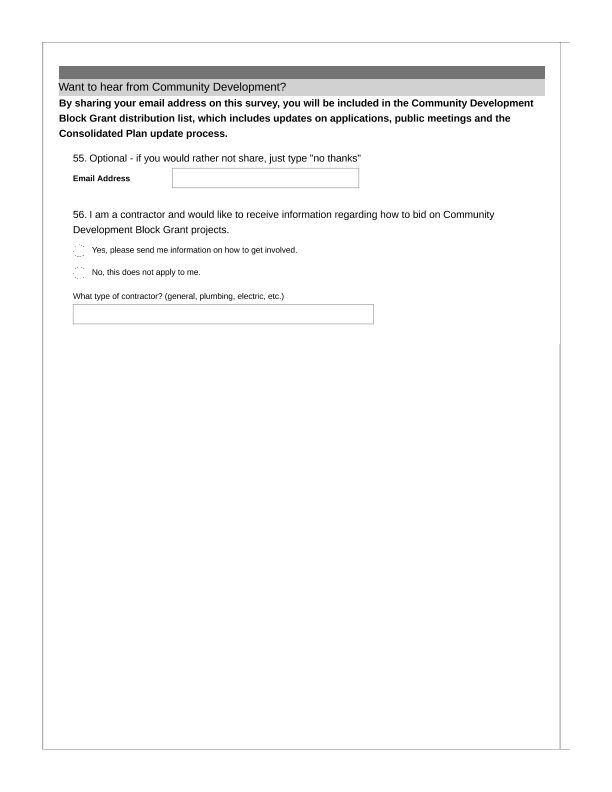 Want to hear from Community Development?
By sharing your email address on this survey, you will be included in the Community Development
Block Grant distribution list, which includes updates on applications, public meetings and the
Consolidated Plan update process.
55. Optional - if you would rather not share, just type "no thanks"
Email Address
56. I am a contractor and would like to receive information regarding how to bid on Community
Development Block Grant projects.
Yes, please send me information on how to get involved.
No, this does not apply to me.
What type of contractor? (general, plumbing, electric, etc.)